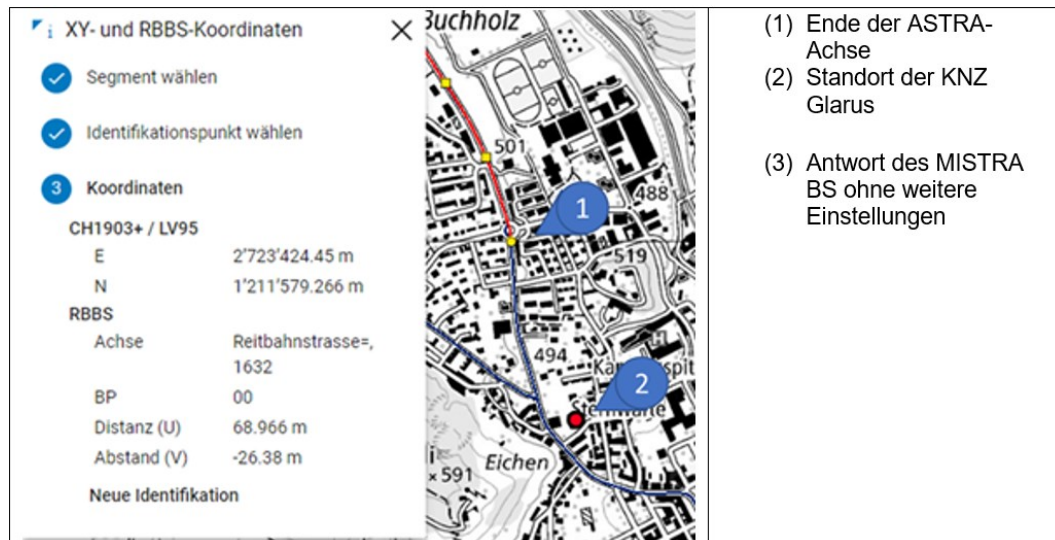 XY- und RBBS-Koordinaten
Segment wählen
Identifikationspunkt wählen
3 Koordinaten
CH1903+ / LV95
E 2'723'424.45 m
N 1'211'579.266 m
RBBS
Achse Reitbahnstrasse=,
1632
BP 00
Distanz (U) 68.966 m
Abstand (V) -26.38 m
Neue Identifikation
Buchholz
501
1
488
519
494
2
Sternwarte
Eichen
× 591
(1) Ende der ASTRA-
Achse
(2) Standort der KNZ
Glarus
(3) Antwort des MISTRA
BS ohne weitere
Einstellungen